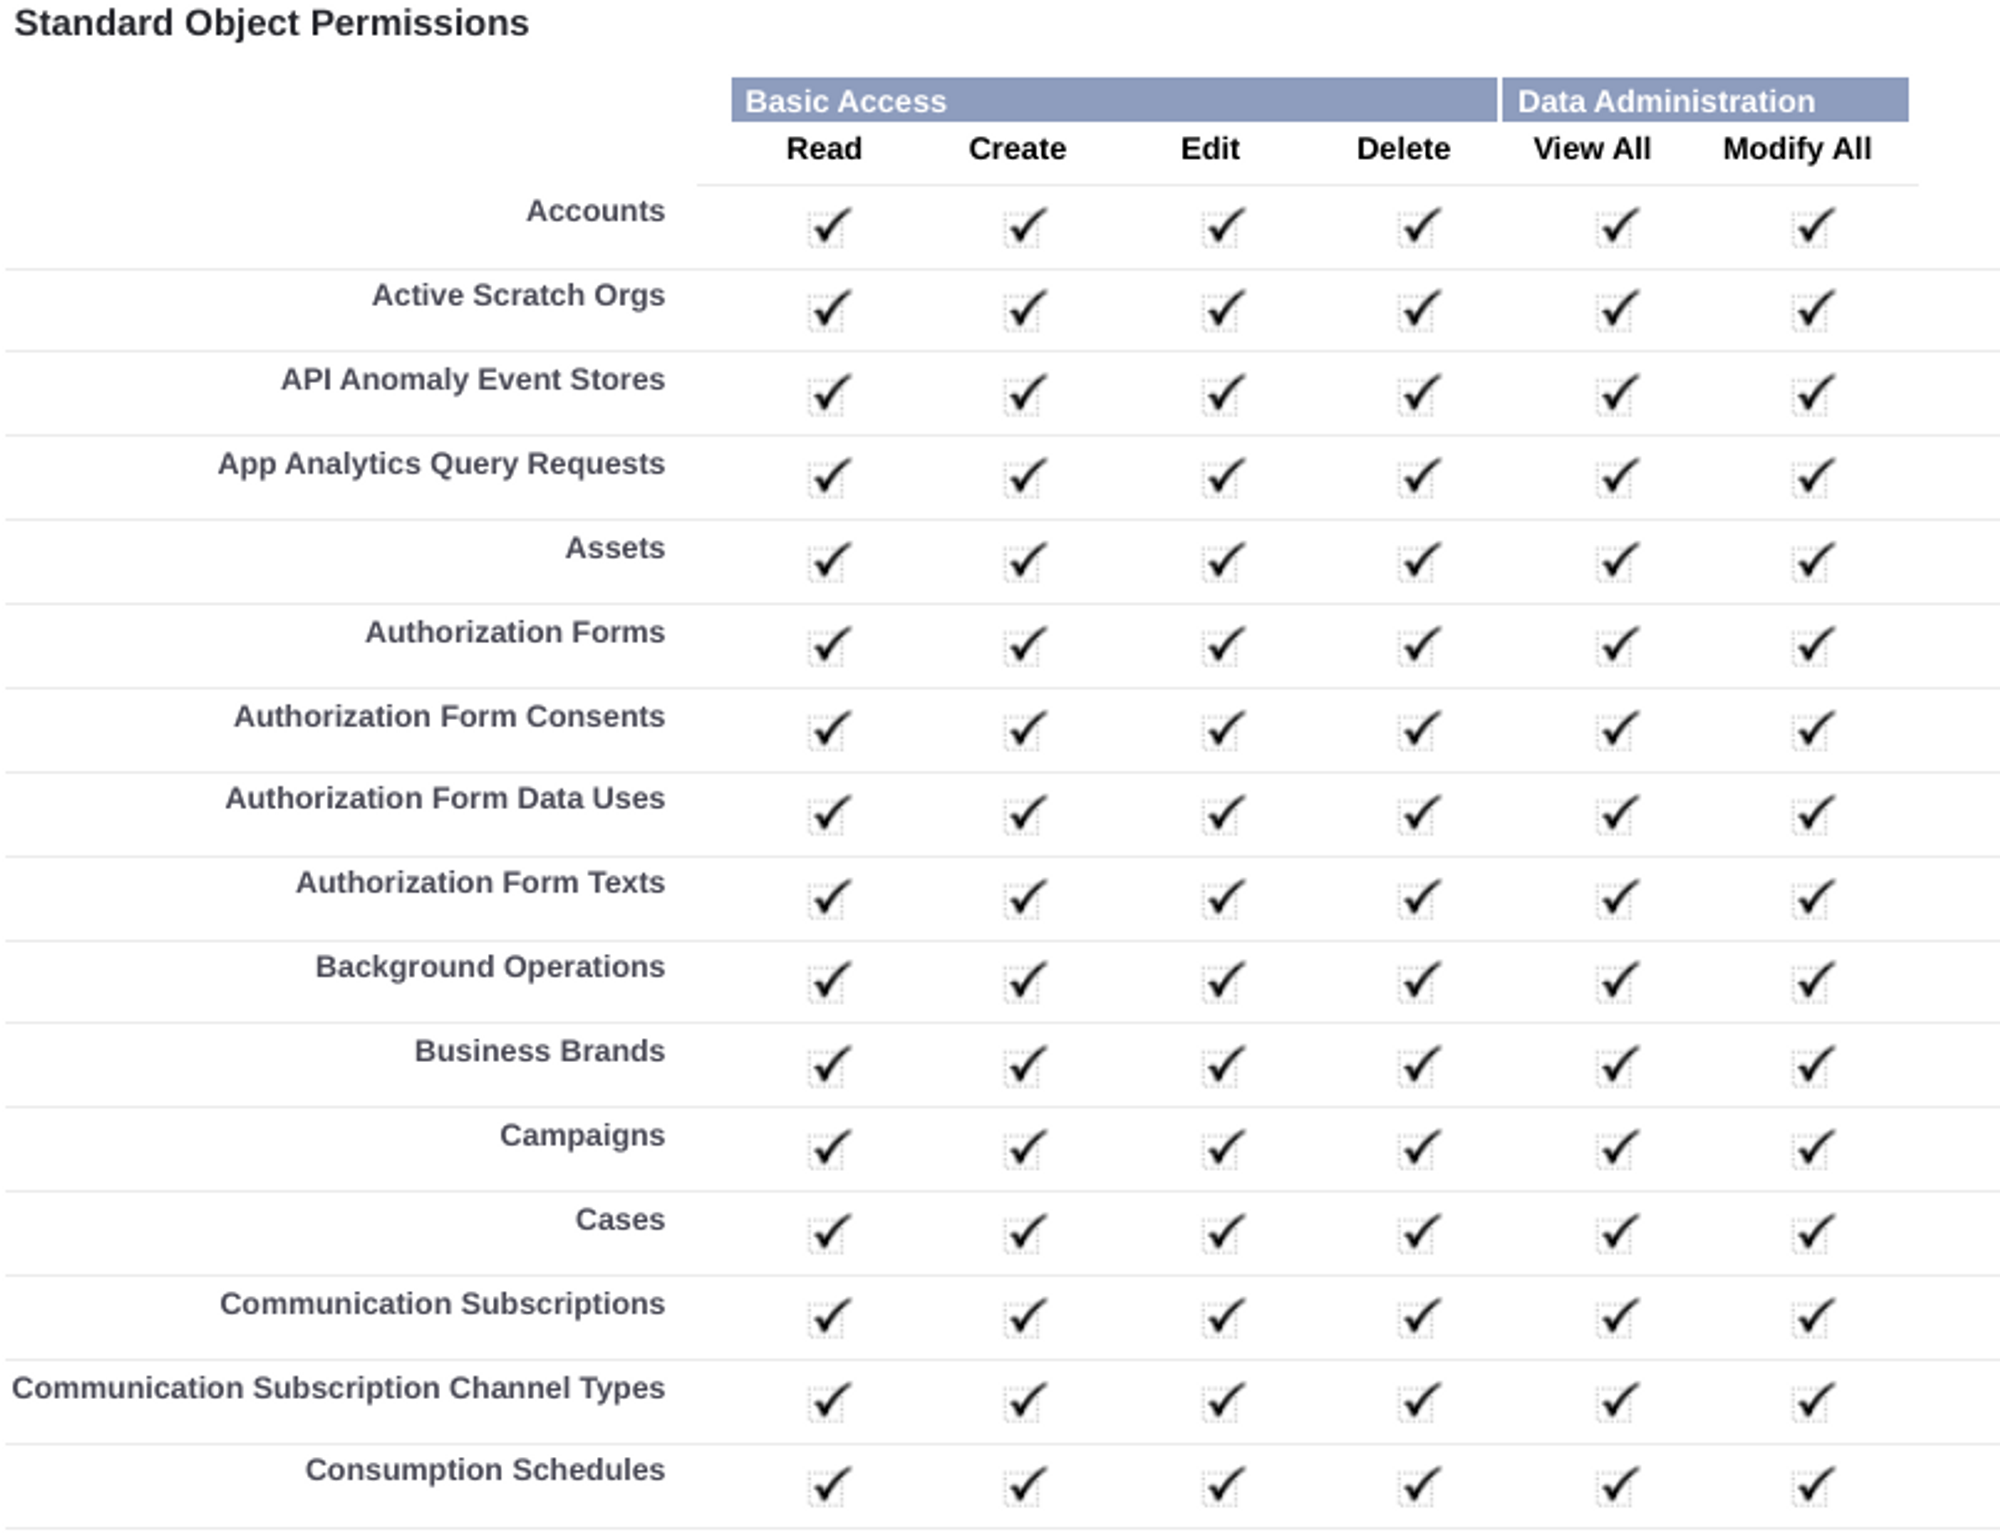 Standard Object Permissions
Basic Access Data Administration
Read Create Edit Delete View All Modify All
Accounts
Active Scratch Orgs
API Anomaly Event Stores
App Analytics Query Requests
Assets
Authorization Forms
Authorization Form Consents
Authorization Form Data Uses
Authorization Form Texts
Background Operations
Business Brands
Campaigns
Cases
Communication Subscriptions
Communication Subscription Channel Types
Consumption Schedules